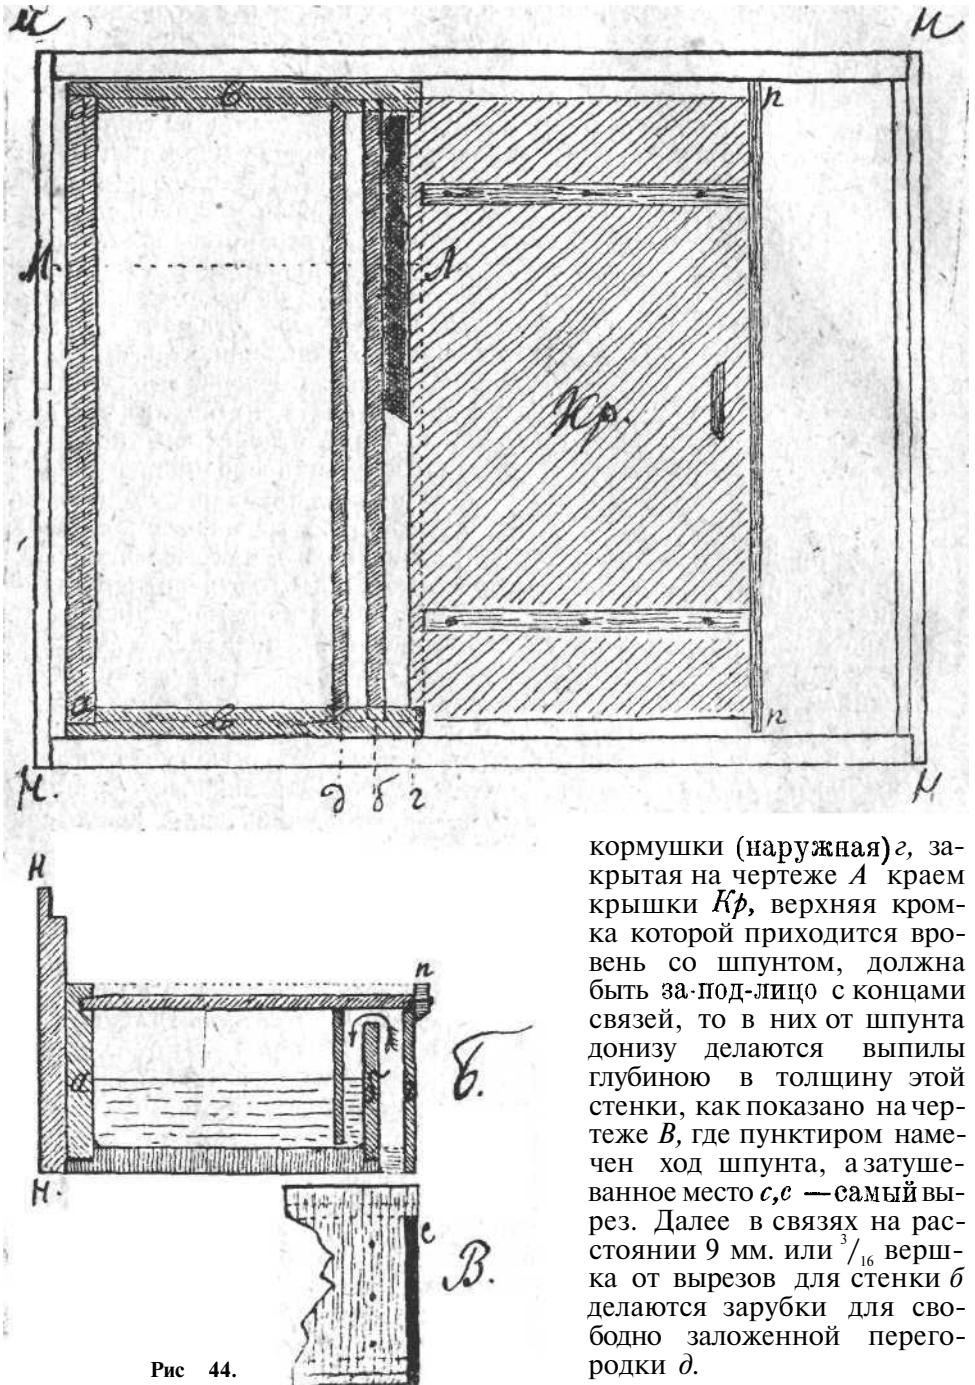 н н
а в п
М Л
Кр.
а в п
Н. д б г Н
н
п
а Б.
Н.
с В.
Рис 44.
кормушки (наружная) г, за-
крытая на чертеже А краем
крышки Кр, верхняя кром-
ка которой приходится вро-
вень со шпунтом, должна
быть за-под-лицо с концами
связей, то в них от шпунта
донизу делаются выпилы
глубиною в толщину этой
стенки, как показано на чер-
теже В, где пунктиром наме-
чен ход шпунта, а затуше-
ванное место с,с — самый вы-
рез. Далее в связях на рас-
стоянии 9 мм. или 3/16 верш-
ка от вырезов для стенки б
делаются зарубки для сво-
бодно заложенной перего-
родки д.